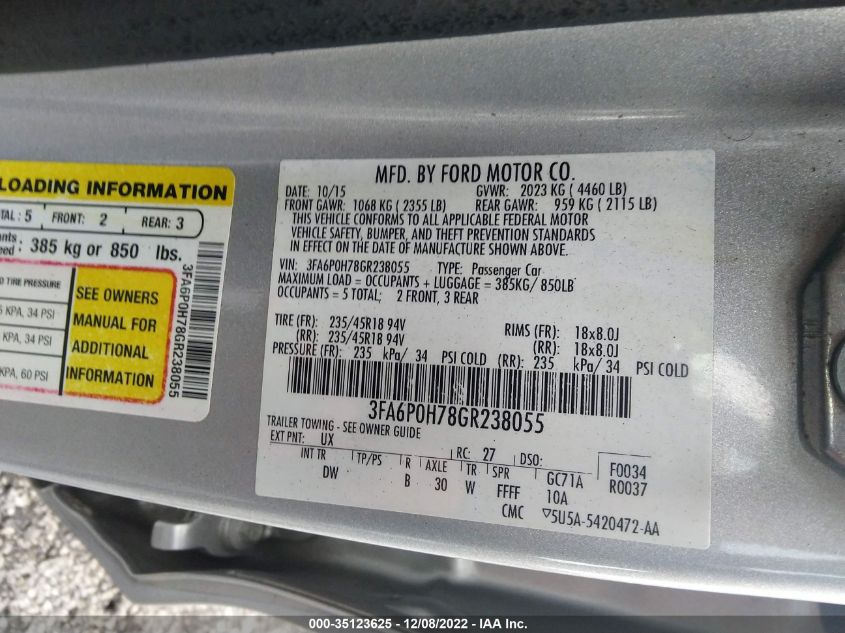 LOADING INFORMATION
TAL : 5 FRONT: 2 REAR: 3
385 kg or 850 lbs.
TIRE PRESSURE
KPA, 34 PSI
KPA, 34 PSI
KPA, 60 PSI
SEE OWNERS
MANUAL FOR
ADDITIONAL
INFORMATION
3FA6P0H78GR238055
MFD. BY FORD MOTOR CO.
DATE: 10/15 GVWR: 2023 KG ( 4460 LB)
FRONT GAWR: 1068 KG ( 2355 LB) REAR GAWR: 959 KG ( 2115 LB)
THIS VEHICLE CONFORMS TO ALL APPLICABLE FEDERAL MOTOR
VEHICLE SAFETY, BUMPER, AND THEFT PREVENTION STANDARDS
IN EFFECT ON THE DATE OF MANUFACTURE SHOWN ABOVE.
VIN: 3FA6P0H78GR238055 TYPE: Passenger Car
MAXIMUM LOAD = OCCUPANTS + LUGGAGE = 385KG/ 850LB
OCCUPANTS = 5 TOTAL; 2 FRONT, 3 REAR
TIRE (FR): 235/45R18 94V RIMS (FR): 18x8.0J
(RR): 235/45R18 94V (RR): 18x8.0J
PRESSURE (FR): 235 kPa/ 34 PSI COLD (RR): 235 kPa/ 34 PSI COLD
3FA6P0H78GR238055
TRAILER TOWING - SEE OWNER GUIDE
EXT PNT: UX RC: 27 DSO: F0034
INT TR TP/PS R AXLE TR SPR GC71A R0037
DW B 30 W FFFF 10A
CMC ▽5U5A-5420472-AA
000-35123625 - 12/08/2022 - IAA Inc.